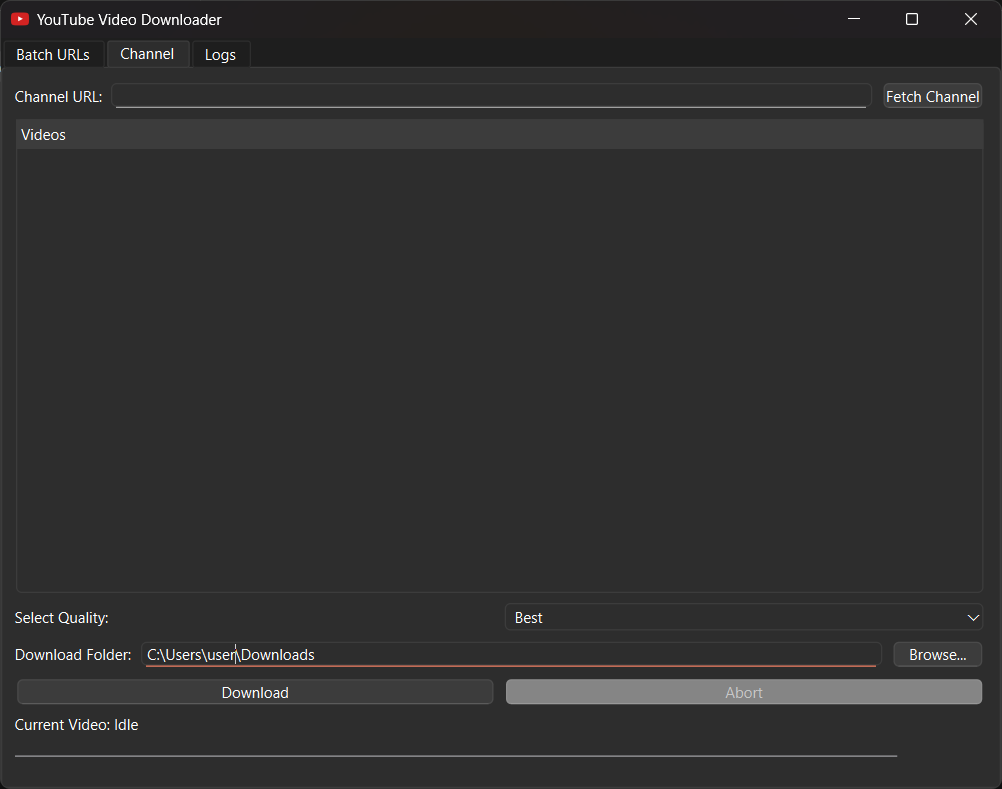 YouTube Video Downloader
Batch URLs Channel Logs
Channel URL: Fetch Channel
Videos
Select Quality: Best
Download Folder: C:\Users\user\Downloads Browse...
Download Abort
Current Video: Idle